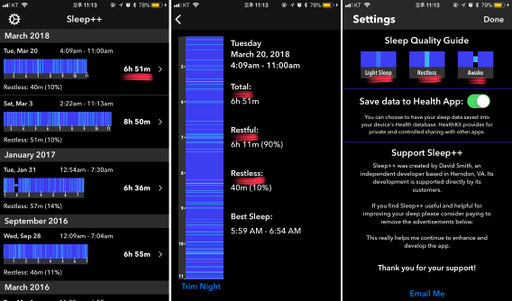 KT 오후 11:13 78%
Sleep++
March 2018
Tue, Mar 20 4:09am - 11:00am
6h 51m
Restless: 40m (10%)
Sat, Mar 3 2:22am - 11:13am
8h 50m
Restless: 51m (10%)
January 2017
Tue, Jan 31 12:54am - 7:30am
6h 36m
Restless: 57m (14%)
September 2016
Wed, Sep 28 12:09am - 7:04am
6h 55m
Restless: 46m (11%)
March 2016
KT 오후 11:13 78%
Tuesday
March 20, 2018
4:09am - 11:00am
Total:
6h 51m
Restful:
6h 11m (90%)
Restless:
40m (10%)
Best Sleep:
5:59 AM - 6:54 AM
5
6
7
8
9
10
11
Trim Night
KT 오후 11:13 79%
Settings Done
Sleep Quality Guide
Light Sleep Restless Awake
Save data to Health App:
You can choose to have your sleep data saved into
your device's Health database. HealthKit provides for
private and controlled sharing with other apps.
Support Sleep++
Sleep++ was created by David Smith, an
independent developer based in Herndon, VA. Its
development is supported directly by its
customers.
If you find Sleep++ useful and helpful for
improving your sleep please consider paying to
remove the advertisements below.
This really helps me continue to enhance and
develop the app.
Thank you for your support!
Email Me